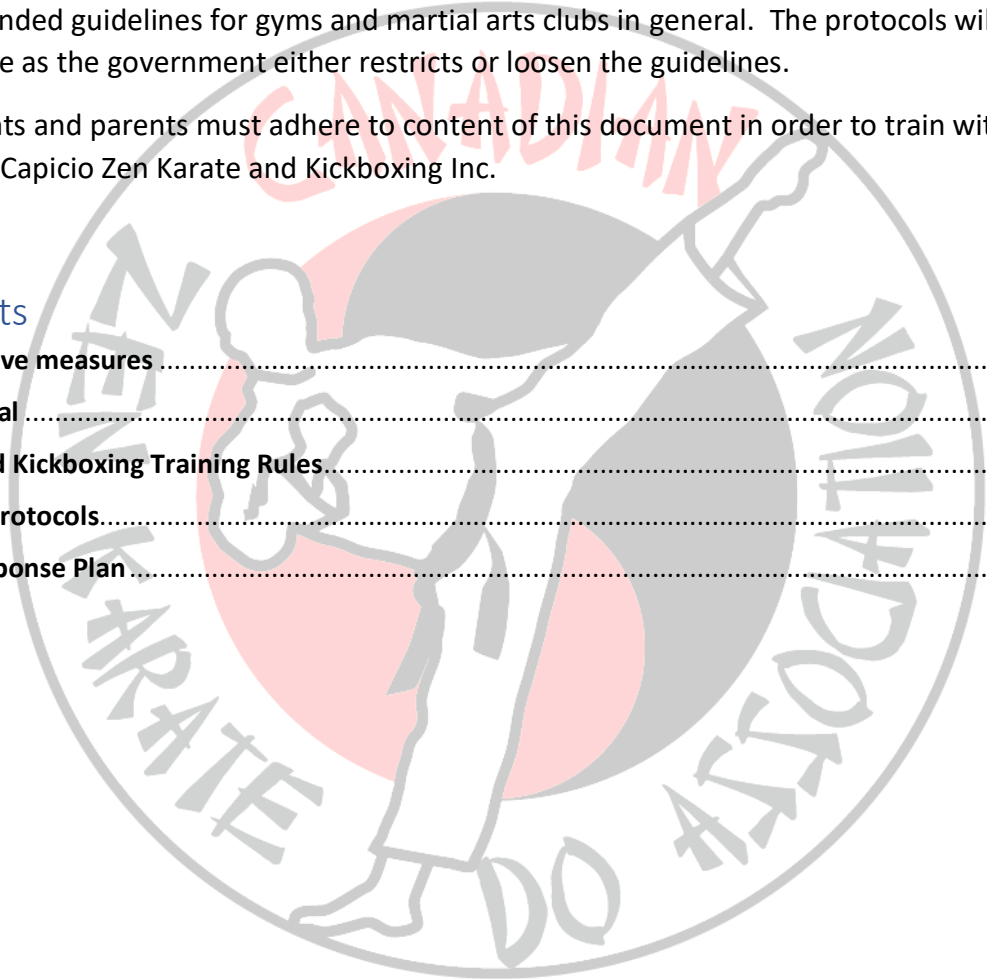 nded guidelines for gyms and martial arts clubs in general. The protocols wil
e as the government either restricts or loosen the guidelines.
nts and parents must adhere to content of this document in order to train wit
Capicio Zen Karate and Kickboxing Inc.
ts
ve measures
al
d Kickboxing Training Rules
rotocols
ponse Plan
CANADIAN
ZEN KARATE DO ASSOCIATION